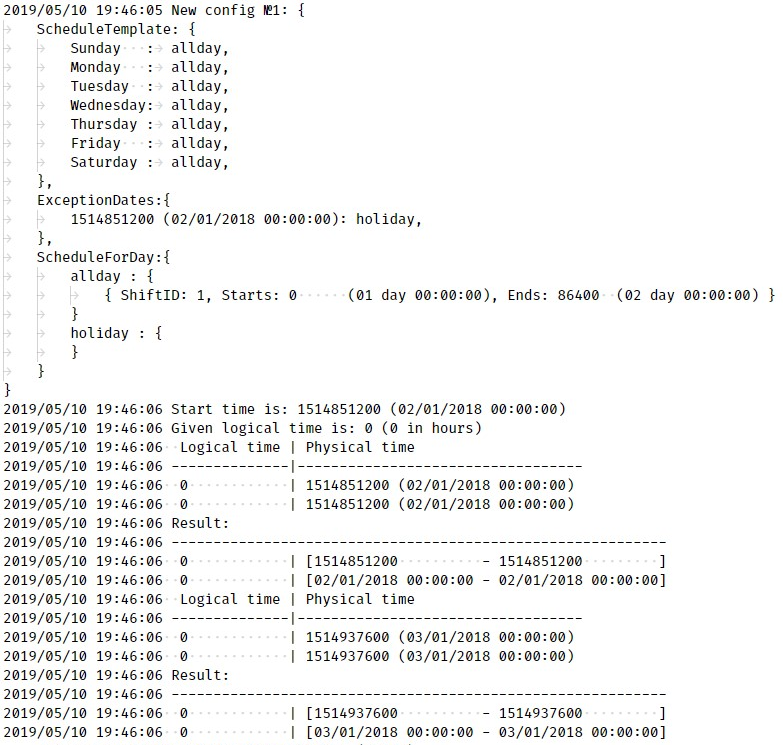 2019/05/10 19:46:05 New config №1: {
ScheduleTemplate: {
Sunday : allday,
Monday : allday,
Tuesday : allday,
Wednesday: allday,
Thursday : allday,
Friday : allday,
Saturday : allday,
},
ExceptionDates:{
1514851200 (02/01/2018 00:00:00): holiday,
},
ScheduleForDay:{
allday : {
{ ShiftID: 1, Starts: 0 (01 day 00:00:00), Ends: 86400 (02 day 00:00:00) }
}
holiday : {
}
}
}
2019/05/10 19:46:06 Start time is: 1514851200 (02/01/2018 00:00:00)
2019/05/10 19:46:06 Given logical time is: 0 (0 in hours)
2019/05/10 19:46:06 Logical time | Physical time
2019/05/10 19:46:06 --------------|----------------------------------
2019/05/10 19:46:06 0 | 1514851200 (02/01/2018 00:00:00)
2019/05/10 19:46:06 0 | 1514851200 (02/01/2018 00:00:00)
2019/05/10 19:46:06 Result:
2019/05/10 19:46:06 -----------------------------------------------------------
2019/05/10 19:46:06 0 | [1514851200 - 1514851200 ]
2019/05/10 19:46:06 0 | [02/01/2018 00:00:00 - 02/01/2018 00:00:00]
2019/05/10 19:46:06 Logical time | Physical time
2019/05/10 19:46:06 --------------|----------------------------------
2019/05/10 19:46:06 0 | 1514937600 (03/01/2018 00:00:00)
2019/05/10 19:46:06 0 | 1514937600 (03/01/2018 00:00:00)
2019/05/10 19:46:06 Result:
2019/05/10 19:46:06 -----------------------------------------------------------
2019/05/10 19:46:06 0 | [1514937600 - 1514937600 ]
2019/05/10 19:46:06 0 | [03/01/2018 00:00:00 - 03/01/2018 00:00:00]